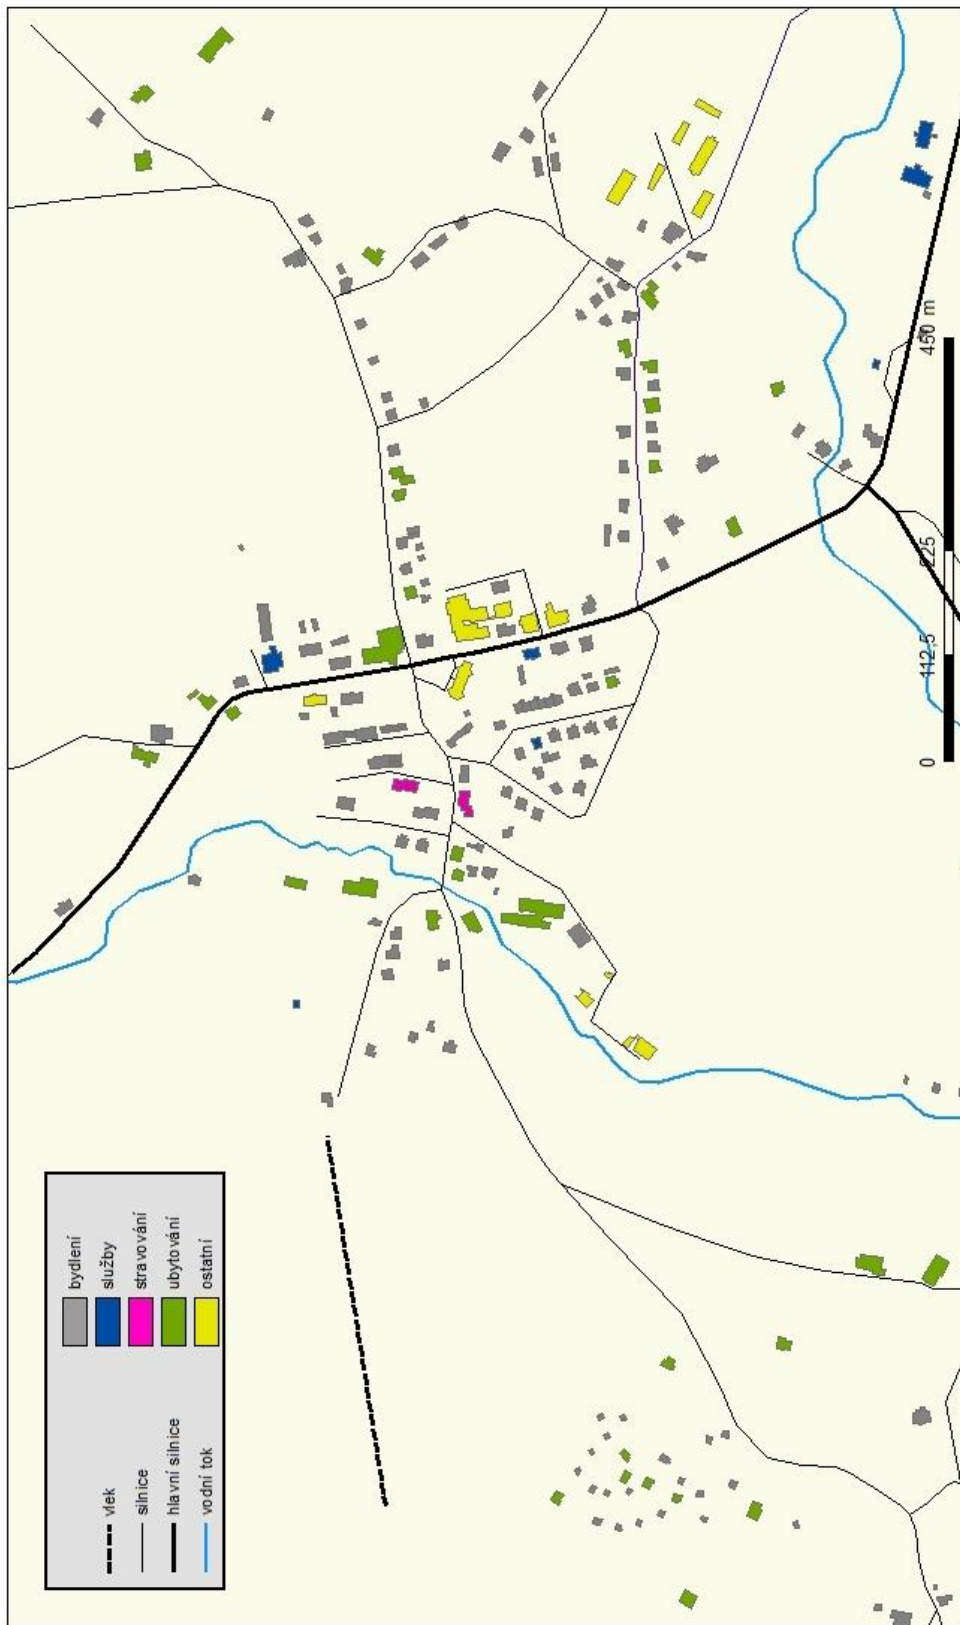 vlek
silnice
hlavní silnice
vodní tok
bydlení
služby
stravování
ubytování
ostatní
0 112,5 225 450 m